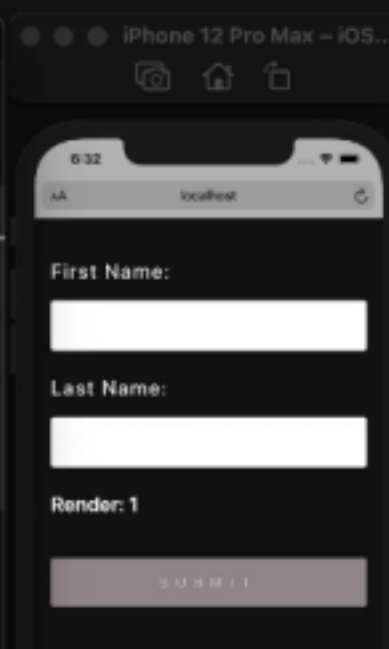 iPhone 12 Pro Max – iOS...
6:32
AA
localhost
First Name:
Last Name:
Render: 1
SUBMIT